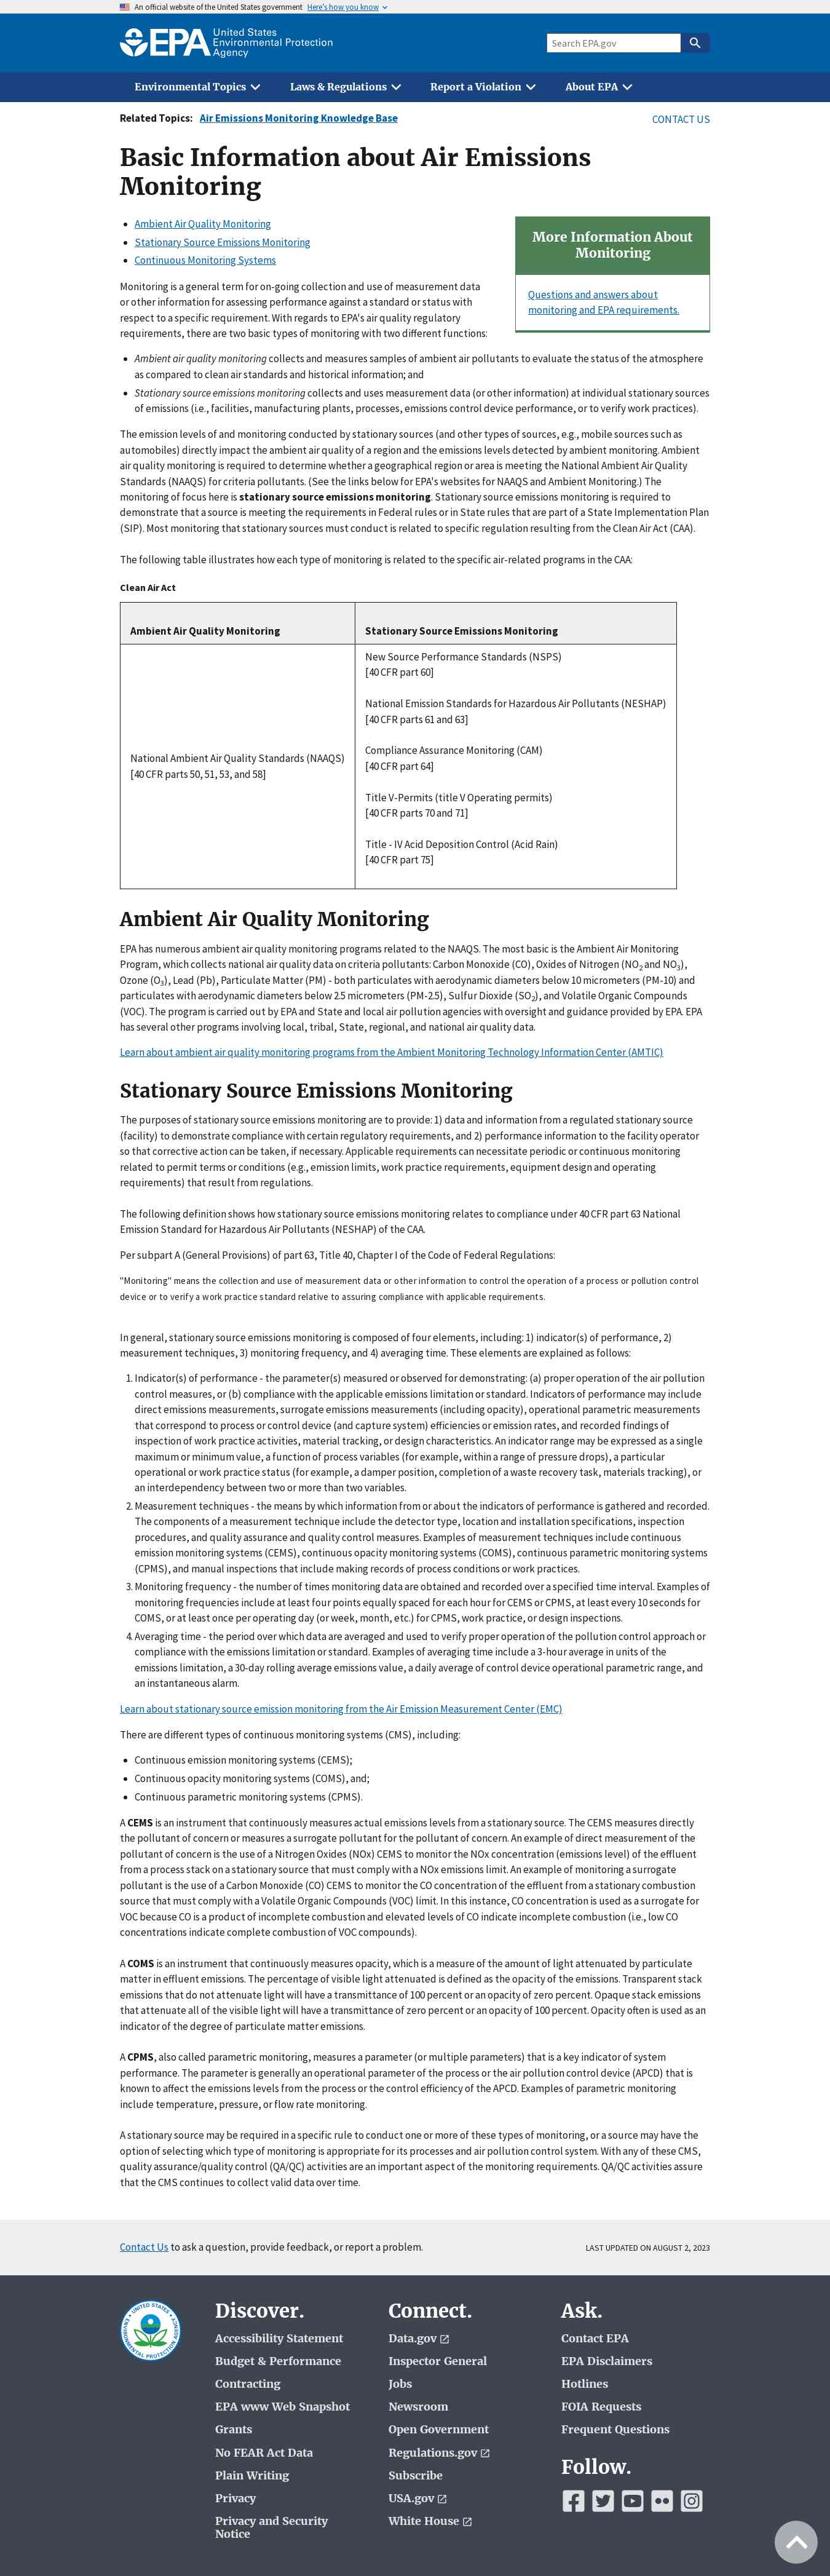 An official website of the United States government Here's how you know
EPA United States
Environmental Protection
Agency
Search EPA.gov
Environmental Topics Laws & Regulations Report a Violation About EPA
Related Topics: Air Emissions Monitoring Knowledge Base
CONTACT US
Basic Information about Air Emissions
Monitoring
Ambient Air Quality Monitoring
Stationary Source Emissions Monitoring
Continuous Monitoring Systems
More Information About
Monitoring
Questions and answers about
monitoring and EPA requirements.
Monitoring is a general term for on-going collection and use of measurement data
or other information for assessing performance against a standard or status with
respect to a specific requirement. With regards to EPA's air quality regulatory
requirements, there are two basic types of monitoring with two different functions:
Ambient air quality monitoring collects and measures samples of ambient air pollutants to evaluate the status of the atmosphere
as compared to clean air standards and historical information; and
Stationary source emissions monitoring collects and uses measurement data (or other information) at individual stationary sources
of emissions (i.e., facilities, manufacturing plants, processes, emissions control device performance, or to verify work practices).
The emission levels of and monitoring conducted by stationary sources (and other types of sources, e.g., mobile sources such as
automobiles) directly impact the ambient air quality of a region and the emissions levels detected by ambient monitoring. Ambient
air quality monitoring is required to determine whether a geographical region or area is meeting the National Ambient Air Quality
Standards (NAAQS) for criteria pollutants. (See the links below for EPA's websites for NAAQS and Ambient Monitoring.) The
monitoring of focus here is stationary source emissions monitoring. Stationary source emissions monitoring is required to
demonstrate that a source is meeting the requirements in Federal rules or in State rules that are part of a State Implementation Plan
(SIP). Most monitoring that stationary sources must conduct is related to specific regulation resulting from the Clean Air Act (CAA).
The following table illustrates how each type of monitoring is related to the specific air-related programs in the CAA:
Clean Air Act
Ambient Air Quality Monitoring
Stationary Source Emissions Monitoring
National Ambient Air Quality Standards (NAAQS)
[40 CFR parts 50, 51, 53, and 58]
New Source Performance Standards (NSPS)
[40 CFR part 60]
National Emission Standards for Hazardous Air Pollutants (NESHAP)
[40 CFR parts 61 and 63]
Compliance Assurance Monitoring (CAM)
[40 CFR part 64]
Title V-Permits (title V Operating permits)
[40 CFR parts 70 and 71]
Title - IV Acid Deposition Control (Acid Rain)
[40 CFR part 75]
Ambient Air Quality Monitoring
EPA has numerous ambient air quality monitoring programs related to the NAAQS. The most basic is the Ambient Air Monitoring
Program, which collects national air quality data on criteria pollutants: Carbon Monoxide (CO), Oxides of Nitrogen (NO2 and NO3),
Ozone (O3), Lead (Pb), Particulate Matter (PM) - both particulates with aerodynamic diameters below 10 micrometers (PM-10) and
particulates with aerodynamic diameters below 2.5 micrometers (PM-2.5), Sulfur Dioxide (SO2), and Volatile Organic Compounds
(VOC). The program is carried out by EPA and State and local air quality agencies with oversight and guidance provided by EPA. EPA
has several other programs involving local, tribal, State, regional, and national air quality data.
Learn about ambient air quality monitoring programs from the Ambient Monitoring Technology Information Center (AMTIC)
Stationary Source Emissions Monitoring
The purposes of stationary source emissions monitoring are to provide: 1) data and information from a regulated stationary source
(facility) to demonstrate compliance with certain regulatory requirements, and 2) performance information to the facility operator
so that corrective action can be taken, if necessary. Applicable requirements can necessitate periodic or continuous monitoring
related to permit terms or conditions (e.g., emission limits, work practice requirements, equipment design and operating
requirements) that result from regulations.
The following definition shows how stationary source emissions monitoring relates to compliance under 40 CFR part 63 National
Emission Standard for Hazardous Air Pollutants (NESHAP) of the CAA.
Per subpart A (General Provisions) of part 63, Title 40, Chapter I of the Code of Federal Regulations:
"Monitoring" means the collection and use of measurement data or other information to control the operation of a process or pollution control
device or to verify a work practice standard relative to assuring compliance with applicable requirements.
In general, stationary source emissions monitoring is composed of four elements, including: 1) indicator(s) of performance, 2)
measurement techniques, 3) monitoring frequency, and 4) averaging time. These elements are explained as follows:
1. Indicator(s) of performance - the parameter(s) measured or observed for demonstrating: (a) proper operation of the air pollution
control measures, or (b) compliance with the applicable emissions limitation or standard. Indicators of performance may include
direct emissions measurements, surrogate emissions measurements (including opacity), operational parametric measurements
that correspond to process or control device (and capture system) efficiencies or emission rates, and recorded findings of
inspection of work practice activities, material tracking, or design characteristics. An indicator range may be expressed as a single
maximum or minimum value, a function of process variables (for example, within a range of pressure drops), a particular
operational or work practice status (for example, a damper position, completion of a waste recovery task, materials tracking), or
an interdependency between two or more than two variables.
2. Measurement techniques - the means by which information from or about the indicators of performance is gathered and recorded.
The components of a measurement technique include the detector type, location and installation specifications, inspection
procedures, and quality assurance and quality control measures. Examples of measurement techniques include continuous
emission monitoring systems (CEMS), continuous opacity monitoring systems (COMS), continuous parametric monitoring systems
(CPMS), and manual inspections that include making records of process conditions or work practices.
3. Monitoring frequency - the number of times monitoring data are obtained and recorded over a specified time interval. Examples of
monitoring frequencies include at least four points equally spaced for each hour for CEMS or CPMS, at least every 10 seconds for
COMS, or at least once per operating day (or week, month, etc.) for CPMS, work practice, or design inspections.
4. Averaging time - the period over which data are averaged and used to verify proper operation of the pollution control approach or
compliance with the emissions limitation or standard. Examples of averaging time include a 3-hour average in units of the
emissions limitation, a 30-day rolling average emissions value, a daily average of control device operational parametric range, and
an instantaneous alarm.
Learn about stationary source emission monitoring from the Air Emission Measurement Center (EMC)
There are different types of continuous monitoring systems (CMS), including:
Continuous emission monitoring systems (CEMS);
Continuous opacity monitoring systems (COMS), and;
Continuous parametric monitoring systems (CPMS).
A CEMS is an instrument that continuously measures actual emissions levels from a stationary source. The CEMS measures directly
the pollutant of concern or measures a surrogate pollutant for the pollutant of concern. An example of direct measurement of the
pollutant of concern is the use of a Nitrogen Oxides (NOx) CEMS to monitor the NOx concentration (emissions level) of the effluent
from a process stack on a stationary source that must comply with a NOx emissions limit. An example of monitoring a surrogate
pollutant is the use of a Carbon Monoxide (CO) CEMS to monitor the CO concentration of the effluent from a stationary combustion
source that must comply with a Volatile Organic Compounds (VOC) limit. In this instance, CO concentration is used as a surrogate for
VOC because CO is a product of incomplete combustion and elevated levels of CO indicate incomplete combustion (i.e., low CO
concentrations indicate complete combustion of VOC compounds).
A COMS is an instrument that continuously measures opacity, which is a measure of the amount of light attenuated by particulate
matter in effluent emissions. The percentage of visible light attenuated is defined as the opacity of the emissions. Transparent stack
emissions that do not attenuate light will have a transmittance of 100 percent or an opacity of zero percent. Opaque stack emissions
that attenuate all of the visible light will have a transmittance of zero percent or an opacity of 100 percent. Opacity often is used as an
indicator of the degree of particulate matter emissions.
A CPMS, also called parametric monitoring, measures a parameter (or multiple parameters) that is a key indicator of system
performance. The parameter is generally an operational parameter of the process or the air pollution control device (APCD) that is
known to affect the emissions levels from the process or the control efficiency of the APCD. Examples of parametric monitoring
include temperature, pressure, or flow rate monitoring.
A stationary source may be required in a specific rule to conduct one or more of these types of monitoring, or a source may have the
option of selecting which type of monitoring is appropriate for its processes and air pollution control system. With any of these CMS,
quality assurance/quality control (QA/QC) activities are an important aspect of the monitoring requirements. QA/QC activities assure
that the CMS continues to collect valid data over time.
Contact Us to ask a question, provide feedback, or report a problem.
LAST UPDATED ON AUGUST 2, 2023
Discover.
Accessibility Statement
Budget & Performance
Contracting
EPA www Web Snapshot
Grants
No FEAR Act Data
Plain Writing
Privacy
Privacy and Security
Notice
Connect.
Data.gov
Inspector General
Jobs
Newsroom
Open Government
Regulations.gov
Subscribe
USA.gov
White House
Ask.
Contact EPA
EPA Disclaimers
Hotlines
FOIA Requests
Frequent Questions
Follow.